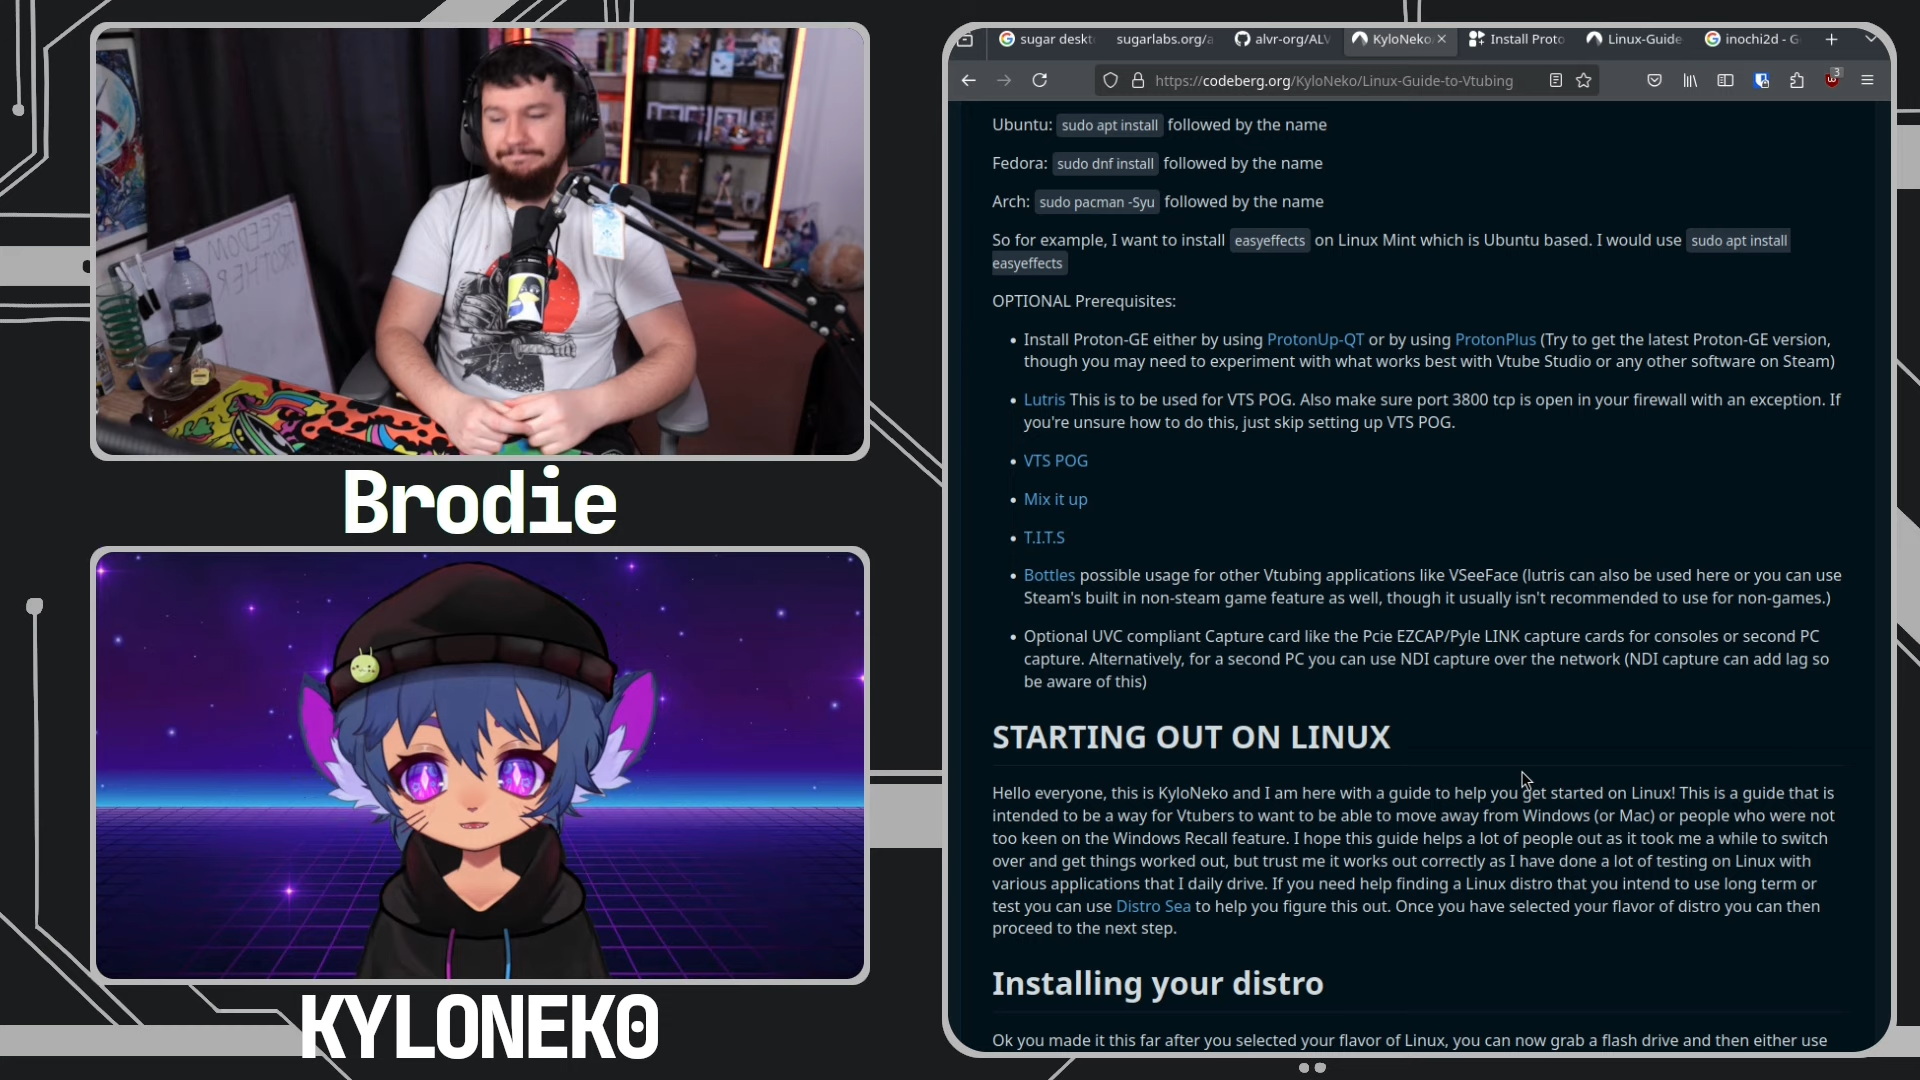 sugar deskt
sugarlabs.org/a
alvr-org/ALV
KyloNeko
Install Proto
Linux-Guide
inochi2d - G
https://codeberg.org/KyloNeko/Linux-Guide-to-Vtubing
3
Ubuntu: sudo apt install followed by the name
Fedora: sudo dnf install followed by the name
Arch: sudo pacman -Syu followed by the name
So for example, I want to install easyeffects on Linux Mint which is Ubuntu based. I would use sudo apt install
easyeffects
OPTIONAL Prerequisites:
• Install Proton-GE either by using ProtonUp-QT or by using ProtonPlus (Try to get the latest Proton-GE version,
though you may need to experiment with what works best with Vtube Studio or any other software on Steam)
• Lutris This is to be used for VTS POG. Also make sure port 3800 tcp is open in your firewall with an exception. If
you're unsure how to do this, just skip setting up VTS POG.
• VTS POG
• Mix it up
• T.I.T.S
• Bottles possible usage for other Vtubing applications like VSeeFace (lutris can also be used here or you can use
Steam's built in non-steam game feature as well, though it usually isn't recommended to use for non-games.)
• Optional UVC compliant Capture card like the Pcie EZCAP/Pyle LINK capture cards for consoles or second PC
capture. Alternatively, for a second PC you can use NDI capture over the network (NDI capture can add lag so
be aware of this)
STARTING OUT ON LINUX
Hello everyone, this is KyloNeko and I am here with a guide to help you get started on Linux! This is a guide that is
intended to be a way for Vtubers to want to be able to move away from Windows (or Mac) or people who were not
too keen on the Windows Recall feature. I hope this guide helps a lot of people out as it took me a while to switch
over and get things worked out, but trust me it works out correctly as I have done a lot of testing on Linux with
various applications that I daily drive. If you need help finding a Linux distro that you intend to use long term or
test you can use Distro Sea to help you figure this out. Once you have selected your flavor of distro you can then
proceed to the next step.
Installing your distro
Ok you made it this far after you selected your flavor of Linux, you can now grab a flash drive and then either use
Brodie
KYLONEK0